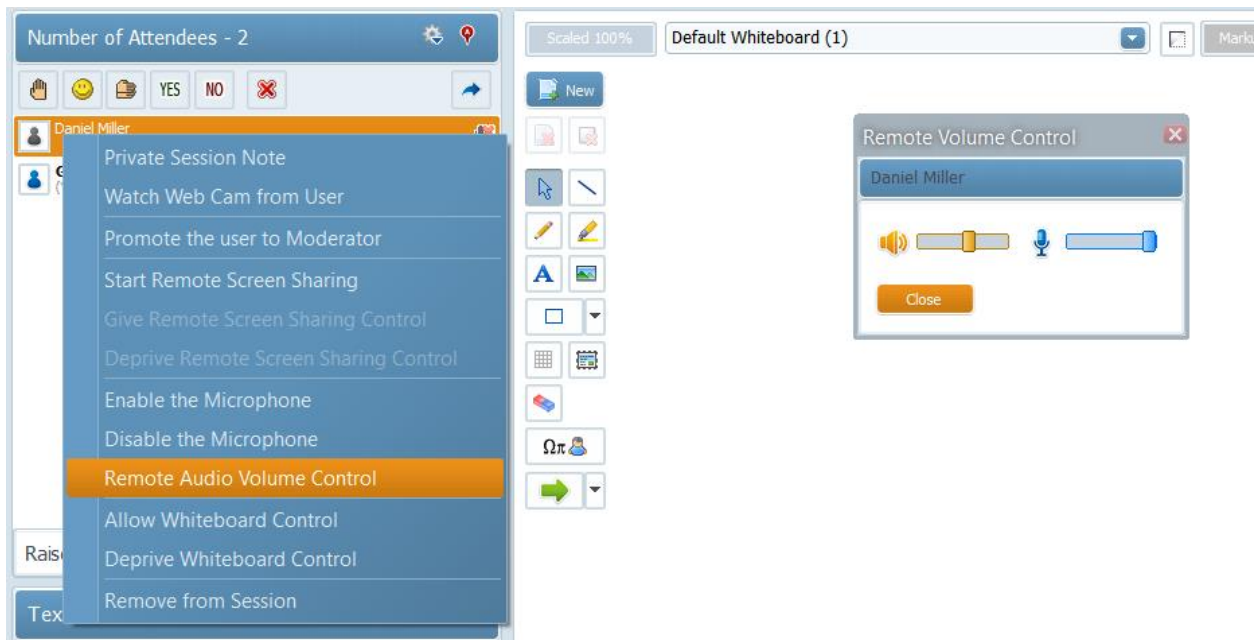 Number of Attendees - 2
YES NO
Daniel Miller
Private Session Note
Watch Web Cam from User
Promote the user to Moderator
Start Remote Screen Sharing
Give Remote Screen Sharing Control
Deprive Remote Screen Sharing Control
Enable the Microphone
Disable the Microphone
Remote Audio Volume Control
Allow Whiteboard Control
Deprive Whiteboard Control
Remove from Session
Rais
Tex
Scaled 100%
Default Whiteboard (1)
Marku
New
A
Ωπ
Remote Volume Control
Daniel Miller
Close